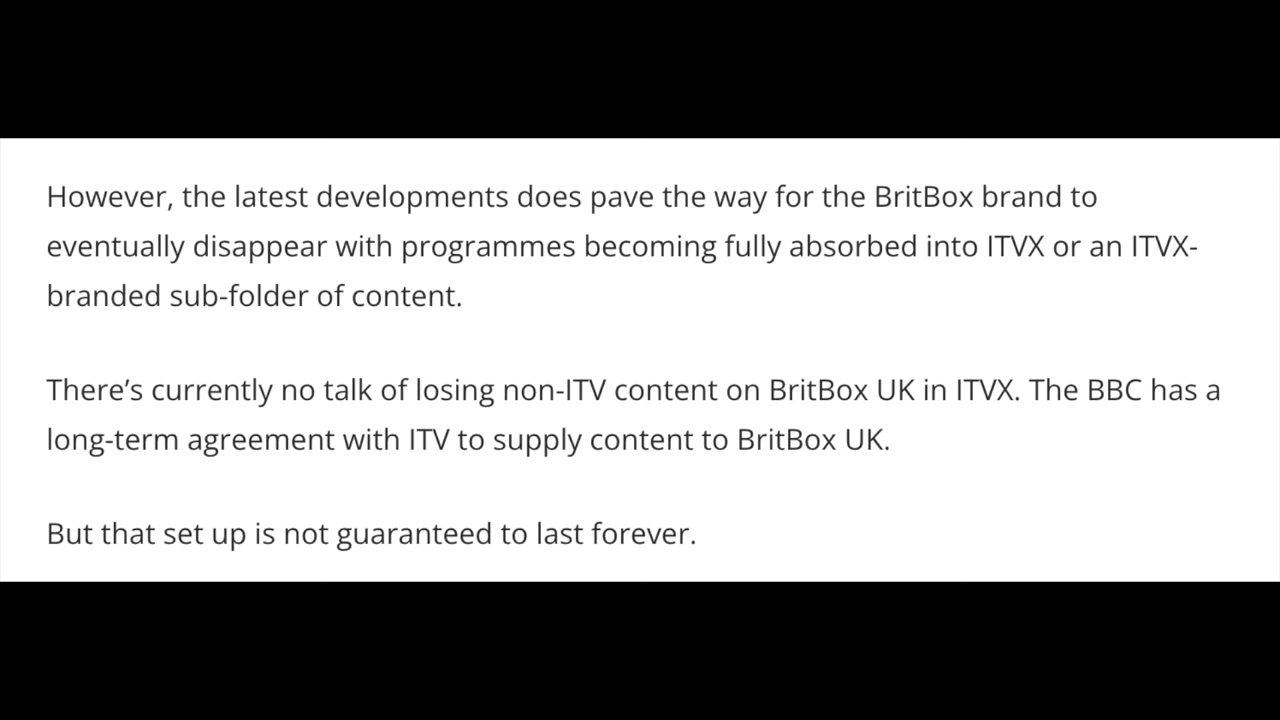 However, the latest developments does pave the way for the BritBox brand to
eventually disappear with programmes becoming fully absorbed into ITVX or an ITVX-
branded sub-folder of content.
There’s currently no talk of losing non-ITV content on BritBox UK in ITVX. The BBC has a
long-term agreement with ITV to supply content to BritBox UK.
But that set up is not guaranteed to last forever.